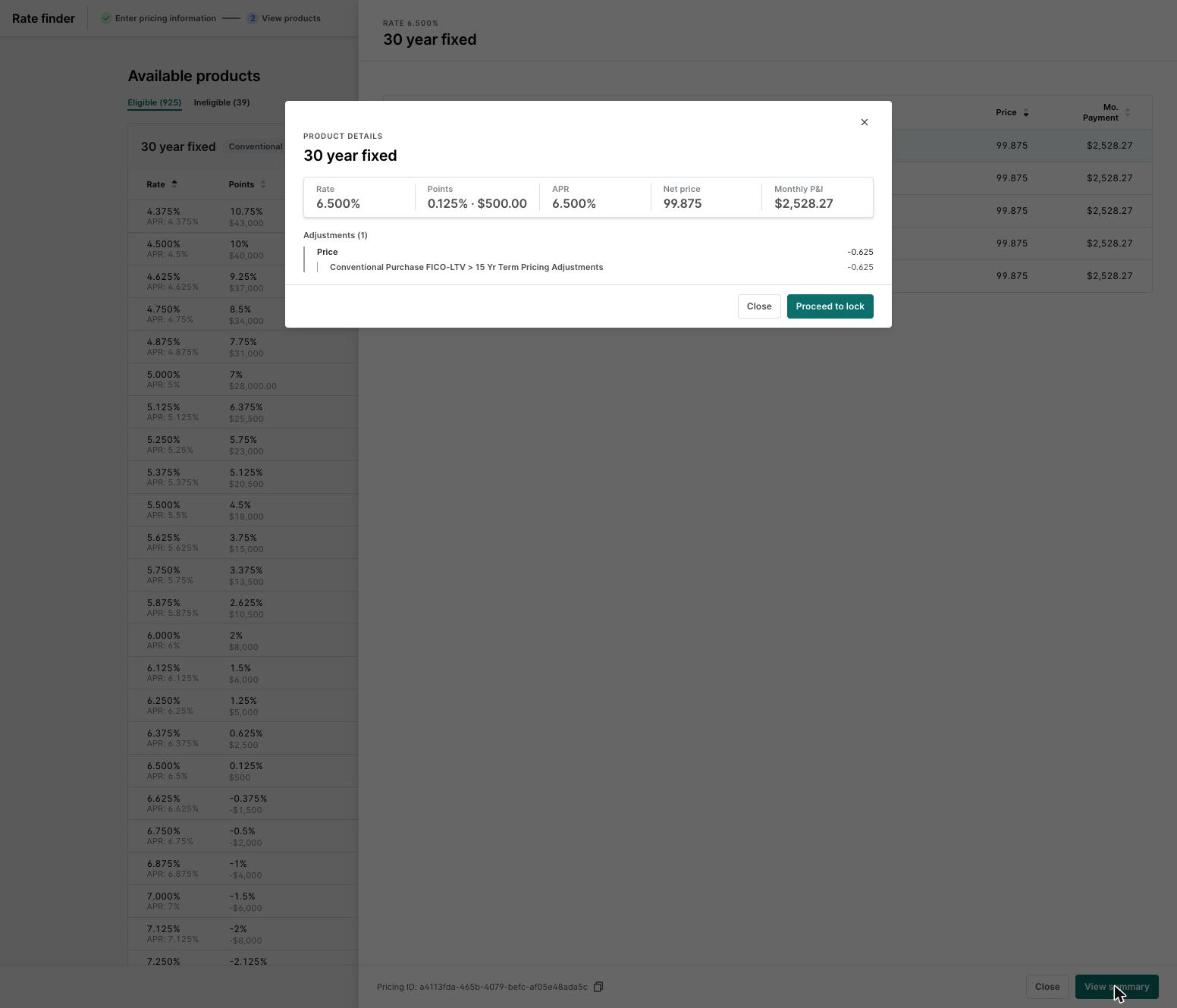 Rate finder
Enter pricing information
2 View products
RATE 6.500%
30 year fixed
Available products
Eligible (925) Ineligible (39)
30 year fixed Conventional
Rate Points
4.375% 10.75%
APR: 4.375% $43,000
4.500% 10%
APR: 4.5% $40,000
4.625% 9.25%
APR: 4.625% $37,000
4.750% 8.5%
APR: 4.75% $34,000
4.875% 7.75%
APR: 4.875% $31,000
5.000% 7%
APR: 5% $28,000.00
5.125% 6.375%
APR: 5.125% $25,500
5.250% 5.75%
APR: 5.25% $23,000
5.375% 5.125%
APR: 5.375% $20,500
5.500% 4.5%
APR: 5.5% $18,000
5.625% 3.75%
APR: 5.625% $15,000
5.750% 3.375%
APR: 5.75% $13,500
5.875% 2.625%
APR: 5.875% $10,500
6.000% 2%
APR: 6% $8,000
6.125% 1.5%
APR: 6.125% $6,000
6.250% 1.25%
APR: 6.25% $5,000
6.375% 0.625%
APR: 6.375% $2,500
6.500% 0.125%
APR: 6.5% $500
6.625% -0.375%
APR: 6.625% -$1,500
6.750% -0.5%
APR: 6.75% -$2,000
6.875% -1%
APR: 6.875% -$4,000
7.000% -1.5%
APR: 7% -$6,000
7.125% -2%
APR: 7.125% -$8,000
7.250% -2.125%
Price Mo.
Payment
99.875 $2,528.27
99.875 $2,528.27
99.875 $2,528.27
99.875 $2,528.27
99.875 $2,528.27
PRODUCT DETAILS
30 year fixed
Rate Points APR Net price Monthly P&I
6.500% 0.125% · $500.00 6.500% 99.875 $2,528.27
Adjustments (1)
Price -0.625
Conventional Purchase FICO-LTV > 15 Yr Term Pricing Adjustments -0.625
Close Proceed to lock
Pricing ID: a4113fda-465b-4079-befc-af05e48ada5c
Close View summary